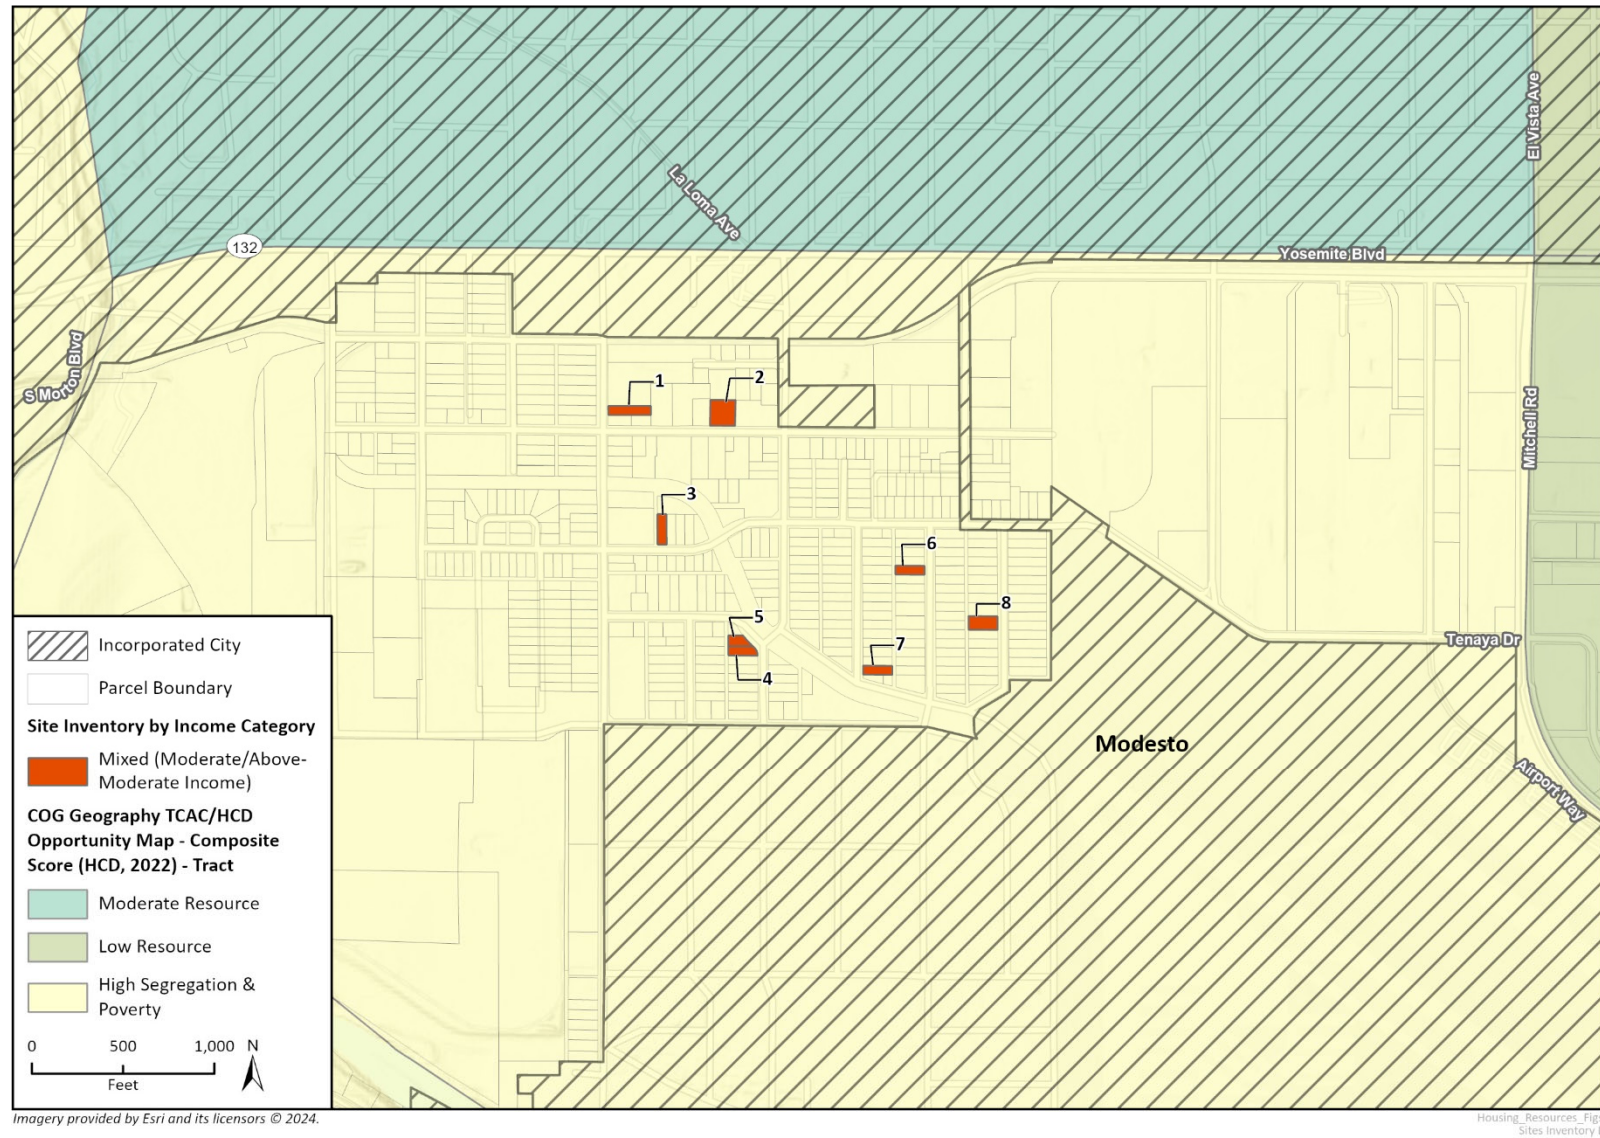 El Vista Ave
La Loma Ave
132
Yosemite Blvd
S Morton Blvd
1
2
Mitchell Rd
3
6
8
5
7
4
Tenaya Dr
Modesto
Airport Way
Incorporated City
Parcel Boundary
Site Inventory by Income Category
Mixed (Moderate/Above-
Moderate Income)
COG Geography TCAC/HCD
Opportunity Map - Composite
Score (HCD, 2022) - Tract
Moderate Resource
Low Resource
High Segregation &
Poverty
0 500 1,000 N
Feet
Imagery provided by Esri and its licensors © 2024.
Housing_Resources_Figs
Sites Inventory